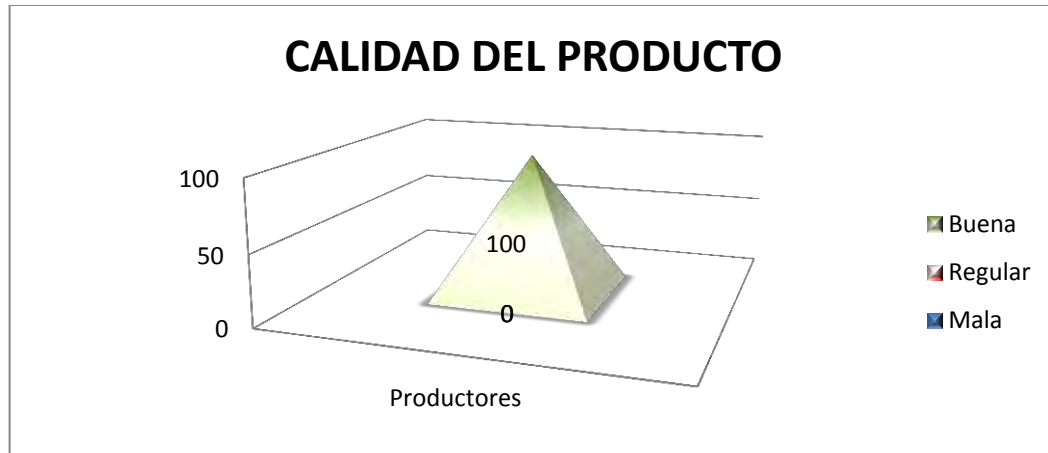 CALIDAD DEL PRODUCTO
100
50
0
100
0
Productores
Buena
Regular
Mala